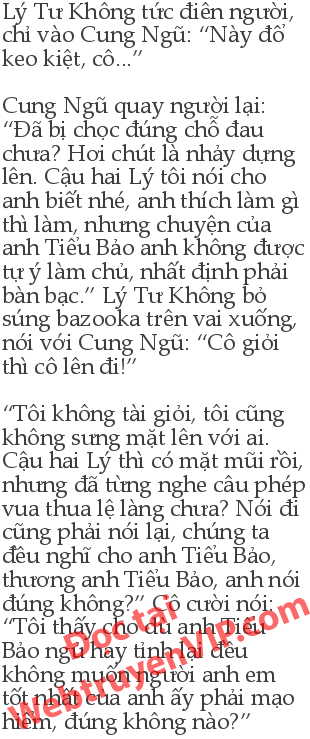 Lý Tư Không tức điên người,
chỉ vào Cung Ngũ: “Này đồ
keo kiệt, cô...”
Cung Ngũ quay người lại:
“Đã bị chọc đúng chỗ đau
chưa? Hơi chút là nhảy dựng
lên. Cậu hai Lý tôi nói cho
anh biết nhé, anh thích làm gì
thì làm, nhưng chuyện của
anh Tiểu Bảo anh không được
tự ý làm chủ, nhất định phải
bàn bạc.” Lý Tư Không bỏ
súng bazooka trên vai xuống,
nói với Cung Ngũ: “Cô giỏi
thì cô lên đi!”
“Tôi không tài giỏi, tôi cũng
không sưng mặt lên với ai.
Cậu hai Lý thì có mặt mũi rồi,
nhưng đã từng nghe câu phép
vua thua lệ làng chưa? Nói đi
cũng phải nói lại, chúng ta
đều nghĩ cho anh Tiểu Bảo,
thương anh Tiểu Bảo, anh nói
đúng không?” Cô cười nói:
“Tôi thấy cho dù anh Tiểu
Bảo ngủ hay tỉnh lại đều
không muốn người anh em
tốt nhất của anh ấy phải mạo
hiểm, đúng không nào?”
Đọc tại
WebtruyenVIP.com